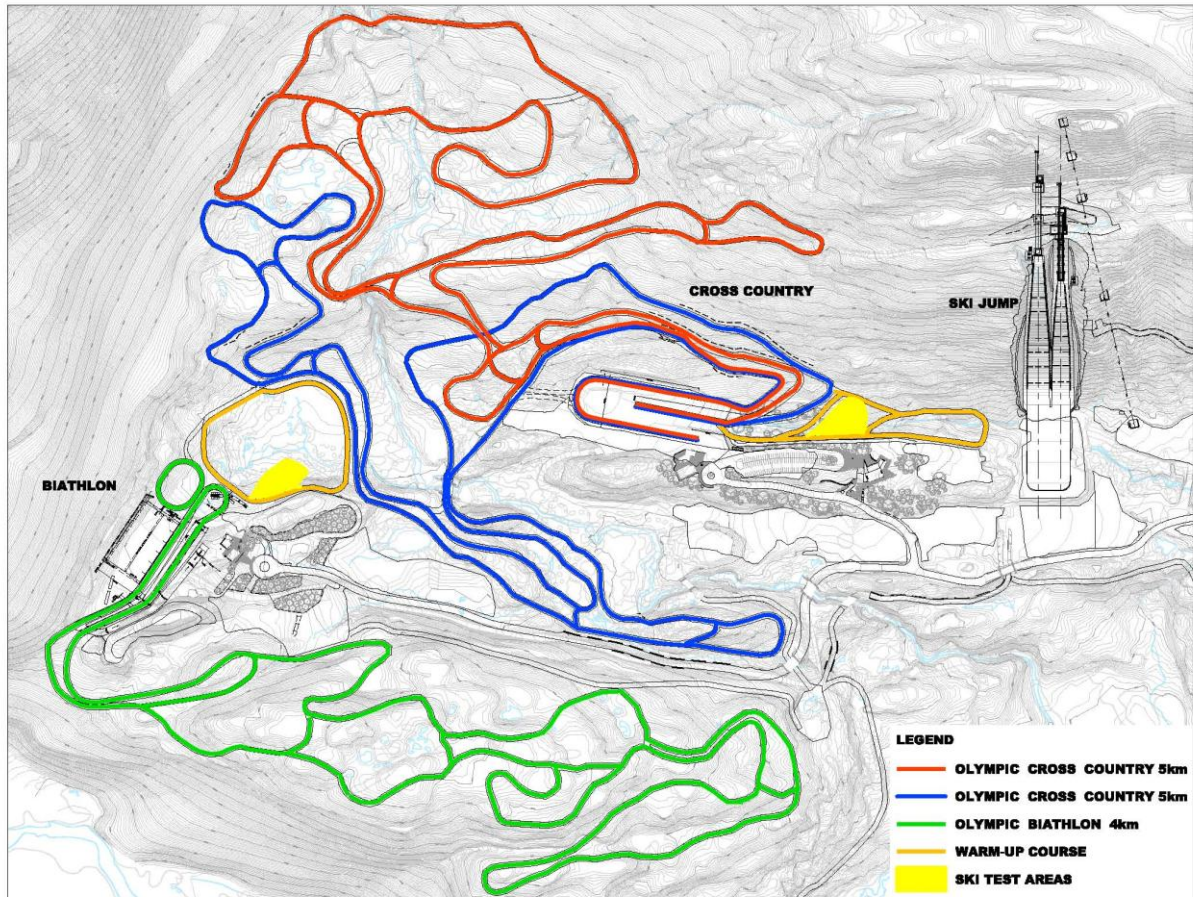 CROSS COUNTRY
SKI JUMP
BIATHLON
LEGEND
OLYMPIC CROSS COUNTRY 5km
OLYMPIC CROSS COUNTRY 5km
OLYMPIC BIATHLON 4km
WARM-UP COURSE
SKI TEST AREAS